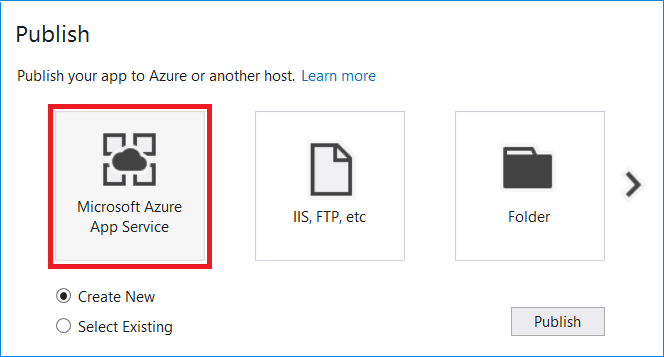 Publish
Publish your app to Azure or another host. Learn more
Microsoft Azure
App Service
IIS, FTP, etc
Folder
Create New
Select Existing
Publish